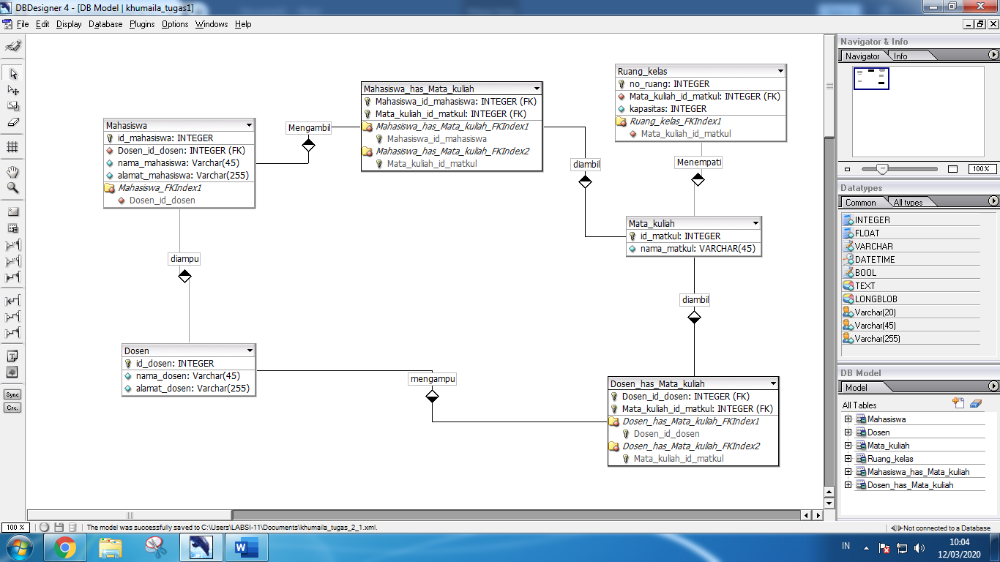 DBDesigner 4 - [DB Model | khumaila_tugas1]
File Edit Display Database Plugins Options Windows Help
Mahasiswa
id_mahasiswa: INTEGER
Dosen_id_dosen: INTEGER (FK)
nama_mahasiswa: Varchar(45)
alamat_mahasiswa: Varchar(255)
Mahasiswa_FKIndex1
Dosen_id_dosen
Mengambil
Mahasiswa_has_Mata_kuliah
Mahasiswa_id_mahasiswa: INTEGER (FK)
Mata_kuliah_id_matkul: INTEGER (FK)
Mahasiswa_has_Mata_kuliah_FKIndex1
Mahasiswa_id_mahasiswa
Mahasiswa_has_Mata_kuliah_FKIndex2
Mata_kuliah_id_matkul
diambil
Ruang_kelas
no_ruang: INTEGER
Mata_kuliah_id_matkul: INTEGER (FK)
kapasitas: INTEGER
Ruang_kelas_FKIndex1
Mata_kuliah_id_matkul
Menempati
Mata_kuliah
id_matkul: INTEGER
nama_matkul: VARCHAR(45)
diampu
diambil
Dosen
id_dosen: INTEGER
nama_dosen: Varchar(45)
alamat_dosen: Varchar(255)
mengampu
Dosen_has_Mata_kuliah
Dosen_id_dosen: INTEGER (FK)
Mata_kuliah_id_matkul: INTEGER (FK)
Dosen_has_Mata_kuliah_FKIndex1
Dosen_id_dosen
Dosen_has_Mata_kuliah_FKIndex2
Mata_kuliah_id_matkul
Sync
Crc.
Navigator & Info
Navigator Info
100%
Datatypes
Common All types
INTEGER
FLOAT
VARCHAR
DATETIME
BOOL
TEXT
LONGBLOB
Varchar(20)
Varchar(45)
Varchar(255)
DB Model
Model
All Tables
Mahasiswa
Dosen
Mata_kuliah
Ruang_kelas
Mahasiswa_has_Mata_kuliah
Dosen_has_Mata_kuliah
100 % The model was successfully saved to C:\Users\LABSI-11\Documents\khumaila_tugas_2_1.xml. Not connected to a Database
IN
10:04
12/03/2020